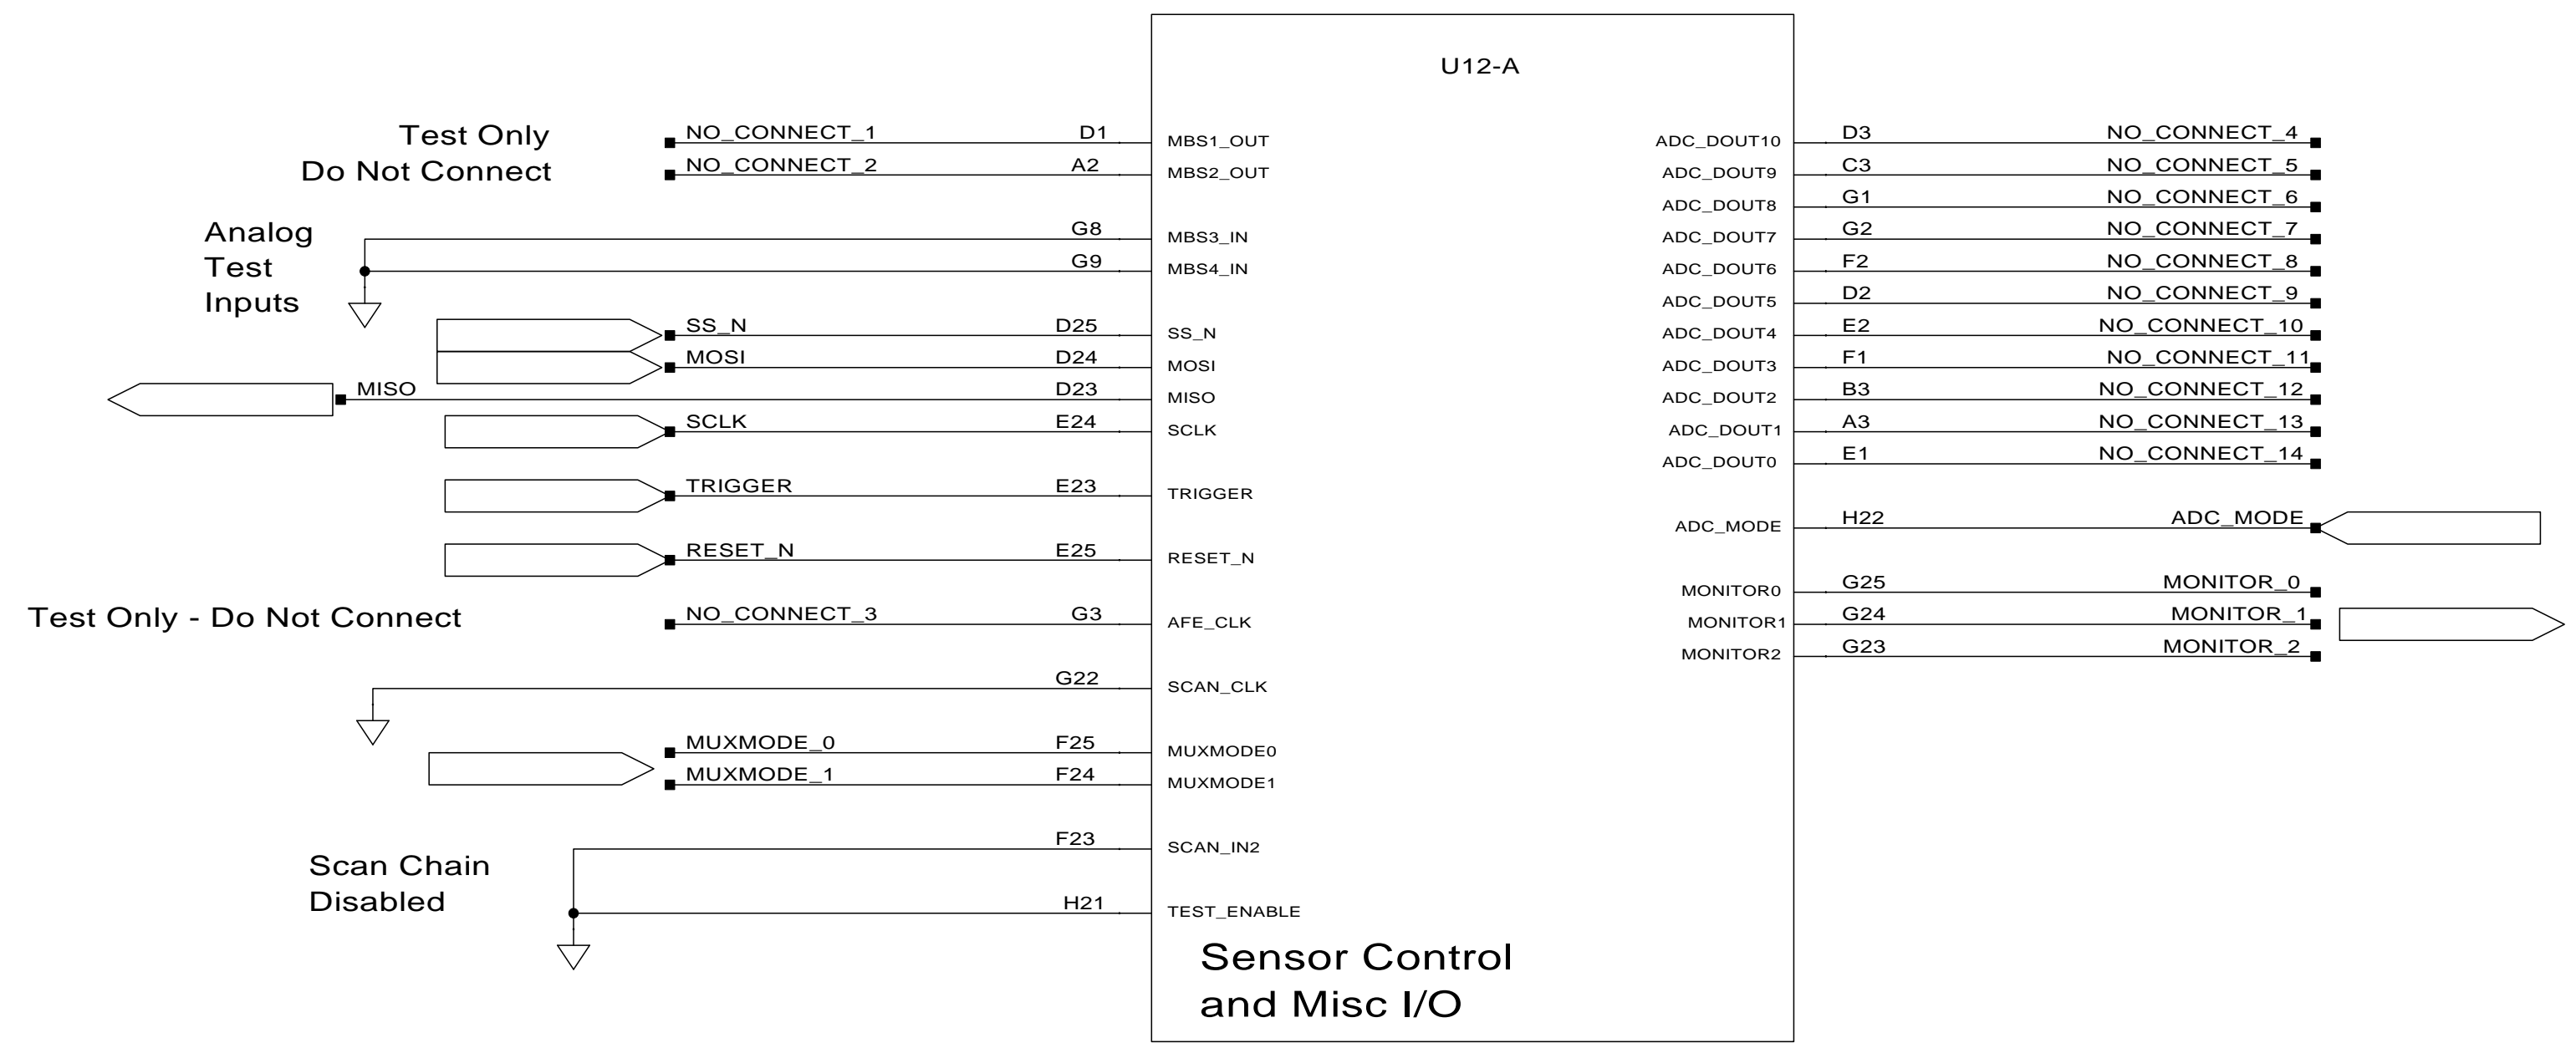 U12-A
Test Only
Do Not Connect
NO_CONNECT_1 D1 MBS1_OUT
NO_CONNECT_2 A2 MBS2_OUT
Analog
Test
Inputs
G8 MBS3_IN
G9 MBS4_IN
SS_N D25 SS_N
MOSI D24 MOSI
MISO D23 MISO
SCLK E24 SCLK
TRIGGER E23 TRIGGER
RESET_N E25 RESET_N
Test Only - Do Not Connect
NO_CONNECT_3 G3 AFE_CLK
G22 SCAN_CLK
MUXMODE_0 F25 MUXMODE0
MUXMODE_1 F24 MUXMODE1
Scan Chain
Disabled
F23 SCAN_IN2
H21 TEST_ENABLE
ADC_DOUT10 D3 NO_CONNECT_4
ADC_DOUT9 C3 NO_CONNECT_5
ADC_DOUT8 G1 NO_CONNECT_6
ADC_DOUT7 G2 NO_CONNECT_7
ADC_DOUT6 F2 NO_CONNECT_8
ADC_DOUT5 D2 NO_CONNECT_9
ADC_DOUT4 E2 NO_CONNECT_10
ADC_DOUT3 F1 NO_CONNECT_11
ADC_DOUT2 B3 NO_CONNECT_12
ADC_DOUT1 A3 NO_CONNECT_13
ADC_DOUT0 E1 NO_CONNECT_14
ADC_MODE H22 ADC_MODE
MONITOR0 G25 MONITOR_0
MONITOR1 G24 MONITOR_1
MONITOR2 G23 MONITOR_2
Sensor Control
and Misc I/O